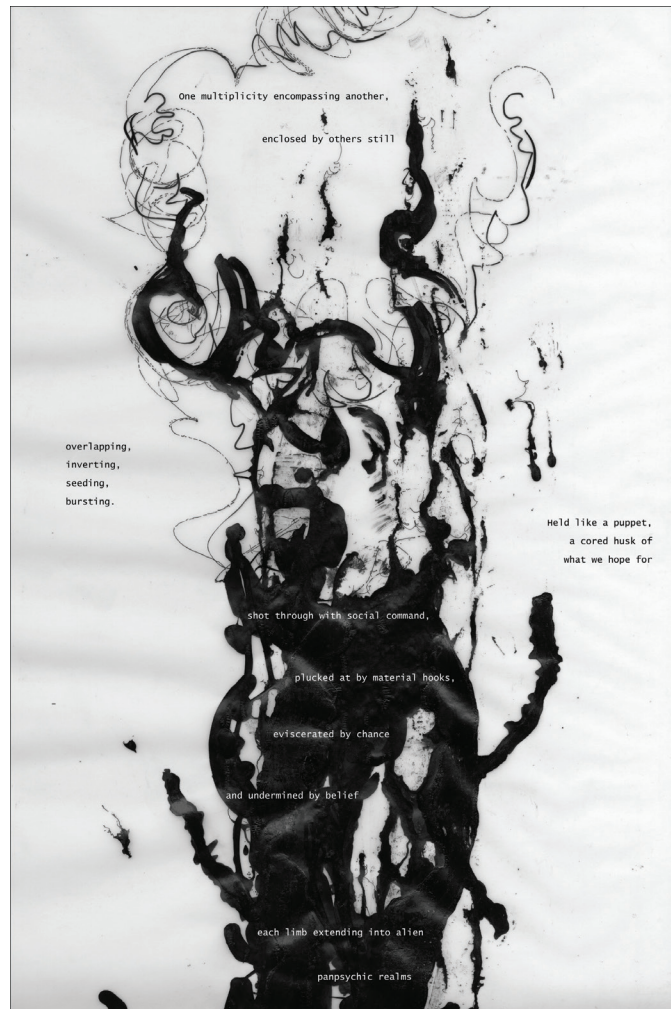 One multiplicity encompassing another,
enclosed by others still
overlapping,
inverting,
seeding,
bursting.
Held like a puppet,
a cored husk of
what we hope for
shot through with social command,
plucked at by material hooks,
eviscerated by chance
and undermined by belief
each limb extending into alien
panpsychic realms